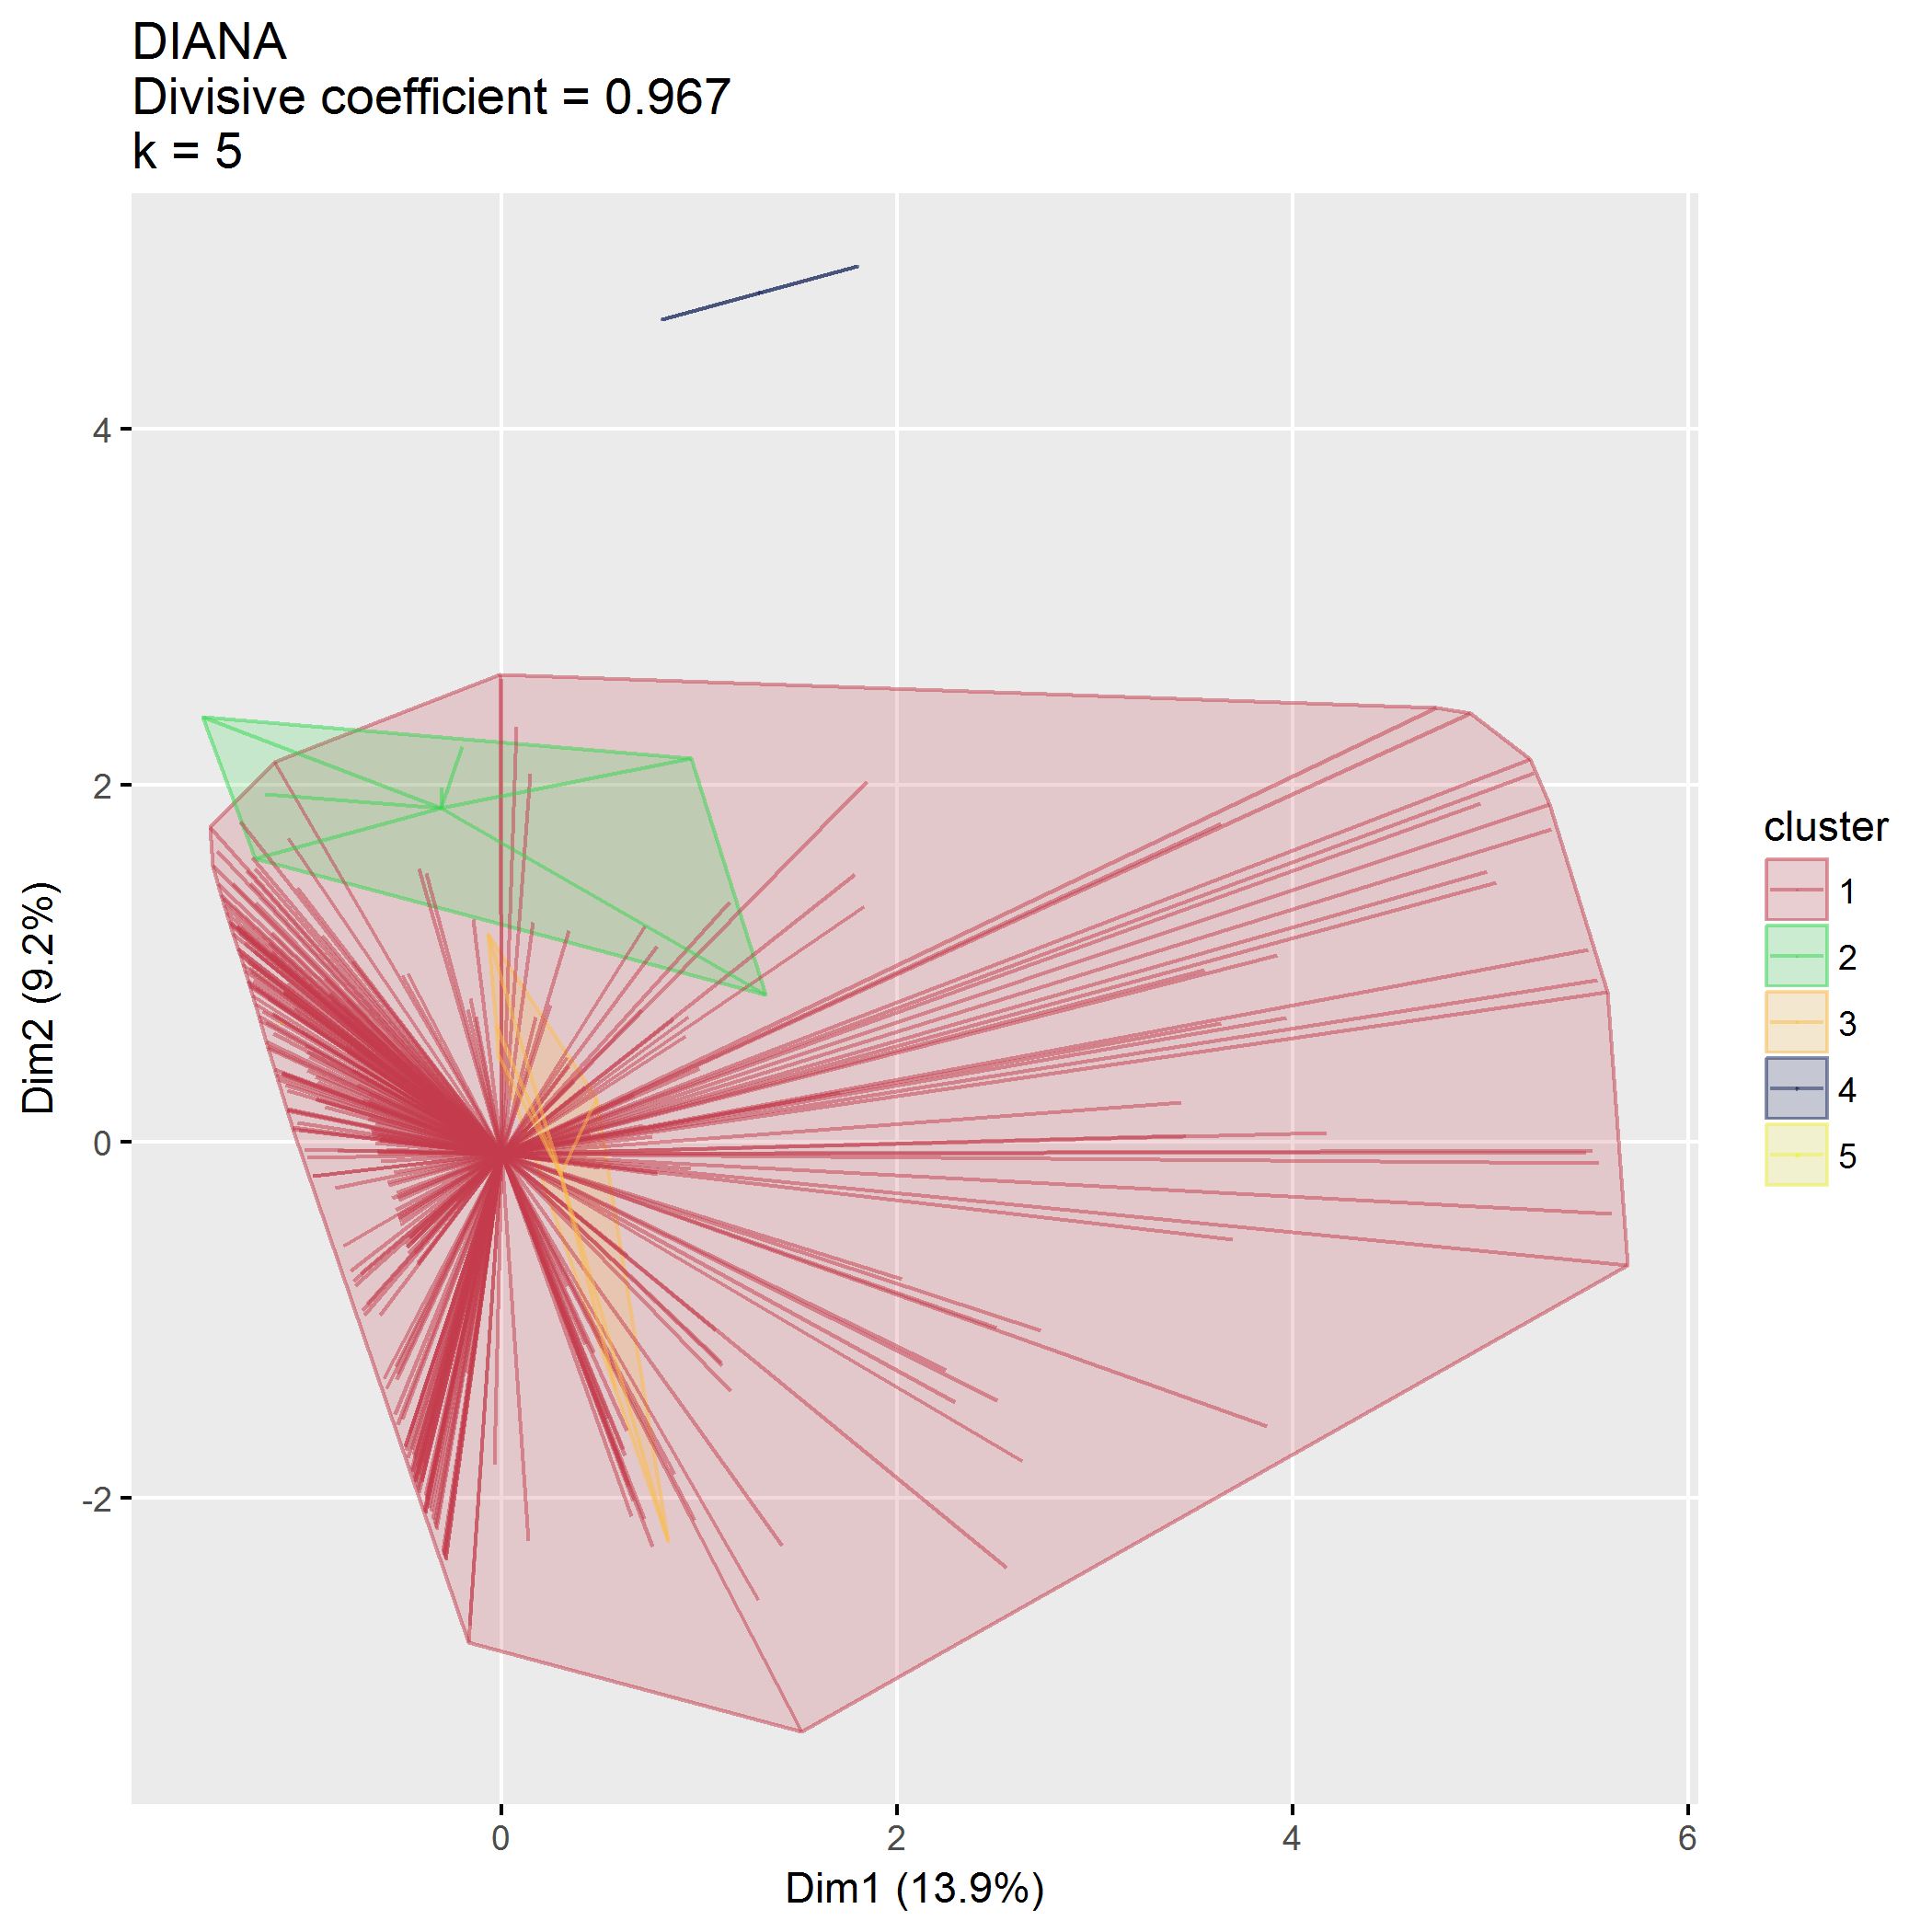 DIANA
Divisive coefficient = 0.967
k = 5
4
2
0
-2
Dim2 (9.2%)
0
2
4
6
Dim1 (13.9%)
cluster
1
2
3
4
5